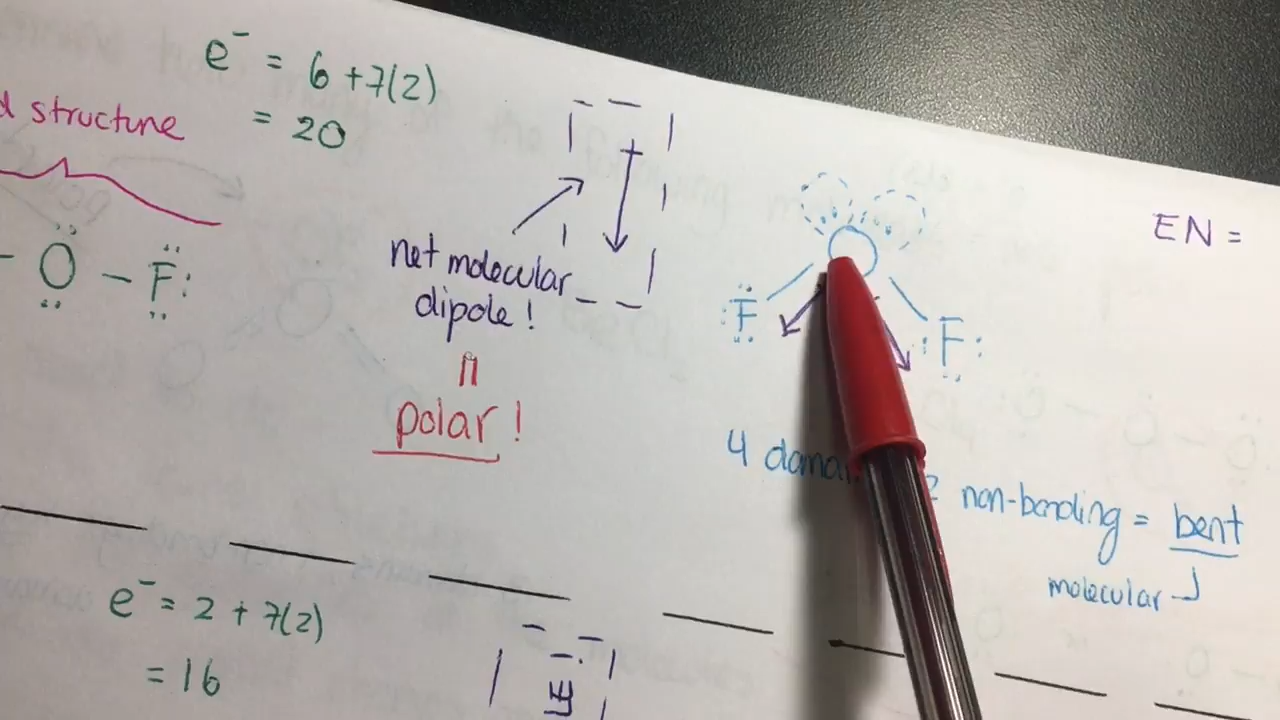 e⁻ = 6 + 7(2)
= 20
structure
– O – F:
net molecular
dipole!
polar!
EN =
O
F
F
4
non-bonding = bent
molecular
e⁻ = 2 + 7(2)
= 16